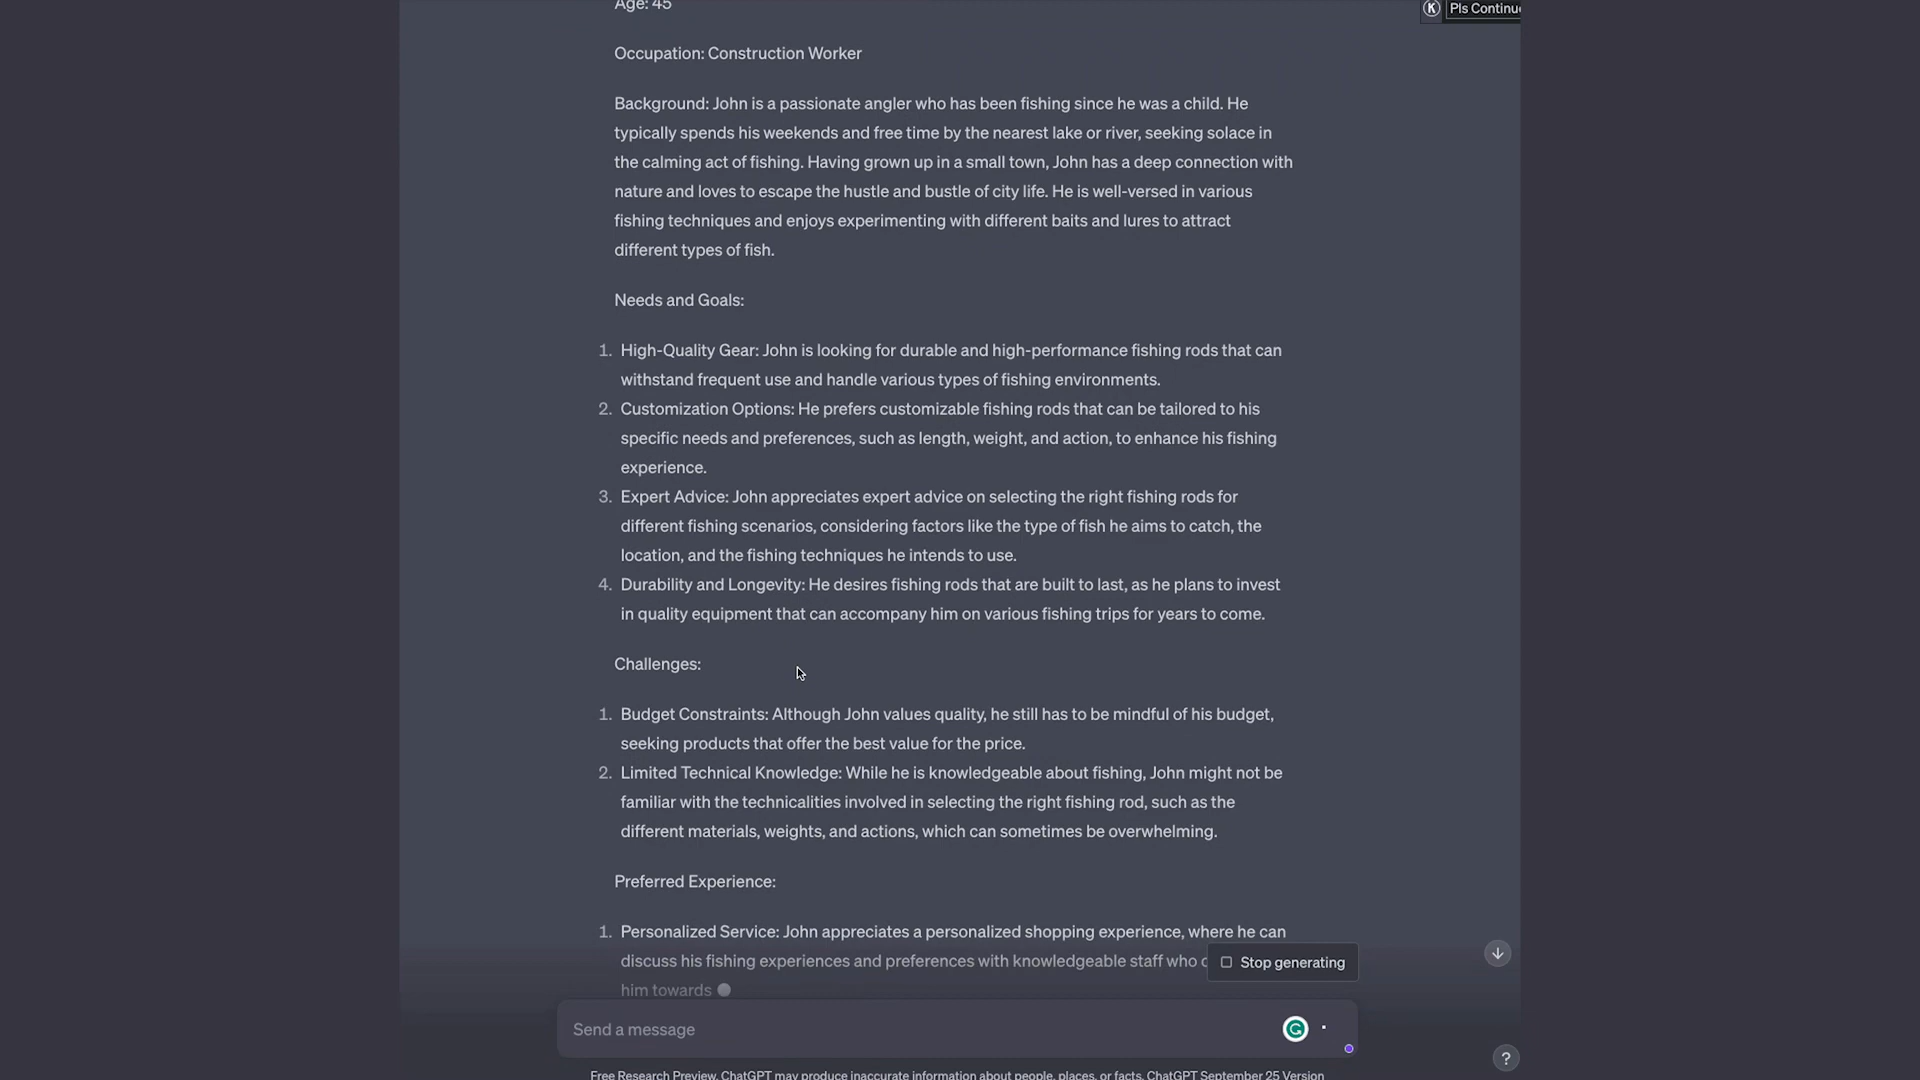 Age: 45
Pls Continue
Occupation: Construction Worker
Background: John is a passionate angler who has been fishing since he was a child. He
typically spends his weekends and free time by the nearest lake or river, seeking solace in
the calming act of fishing. Having grown up in a small town, John has a deep connection with
nature and loves to escape the hustle and bustle of city life. He is well-versed in various
fishing techniques and enjoys experimenting with different baits and lures to attract
different types of fish.
Needs and Goals:
1. High-Quality Gear: John is looking for durable and high-performance fishing rods that can
withstand frequent use and handle various types of fishing environments.
2. Customization Options: He prefers customizable fishing rods that can be tailored to his
specific needs and preferences, such as length, weight, and action, to enhance his fishing
experience.
3. Expert Advice: John appreciates expert advice on selecting the right fishing rods for
different fishing scenarios, considering factors like the type of fish he aims to catch, the
location, and the fishing techniques he intends to use.
4. Durability and Longevity: He desires fishing rods that are built to last, as he plans to invest
in quality equipment that can accompany him on various fishing trips for years to come.
Challenges:
1. Budget Constraints: Although John values quality, he still has to be mindful of his budget,
seeking products that offer the best value for the price.
2. Limited Technical Knowledge: While he is knowledgeable about fishing, John might not be
familiar with the technicalities involved in selecting the right fishing rod, such as the
different materials, weights, and actions, which can sometimes be overwhelming.
Preferred Experience:
1. Personalized Service: John appreciates a personalized shopping experience, where he can
discuss his fishing experiences and preferences with knowledgeable staff who
him towards
Stop generating
Send a message
?
Free Research Preview. ChatGPT may produce inaccurate information about people, places, or facts. ChatGPT September 25 Version